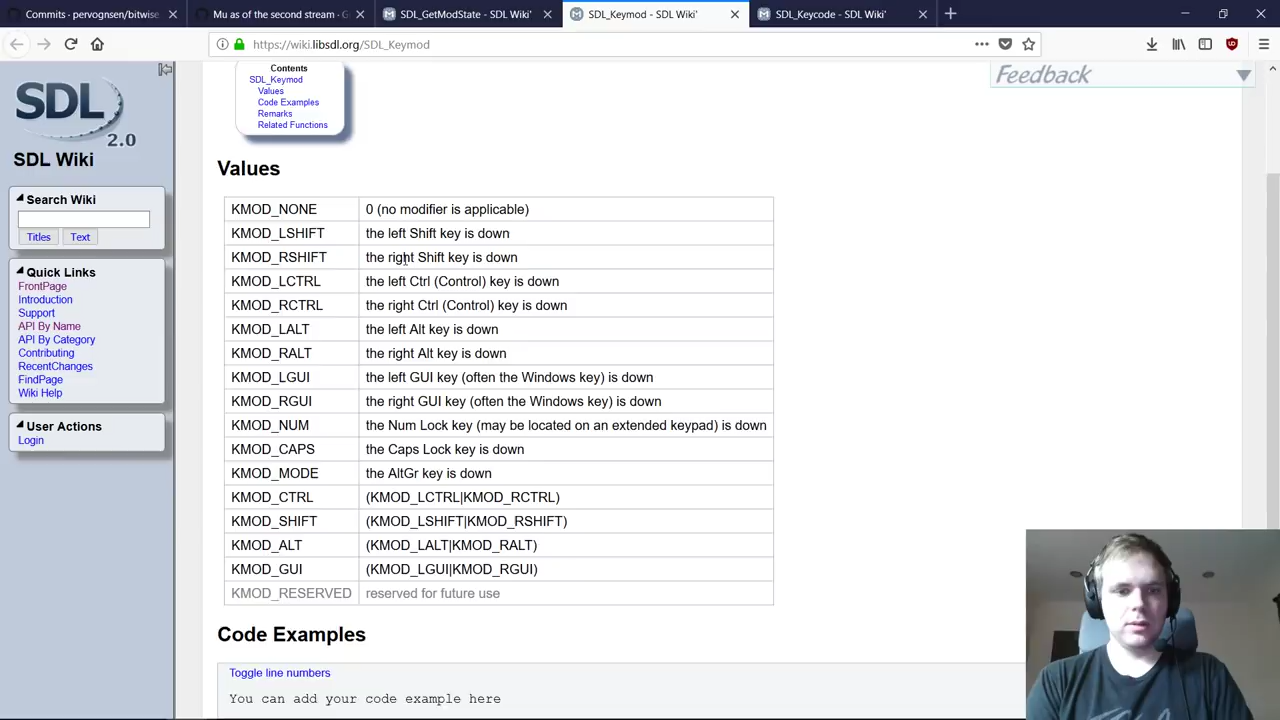 Commits · pervognsen/bitwise
Mu as of the second stream · G
SDL_GetModState - SDL Wiki'
SDL_Keymod - SDL Wiki'
SDL_Keycode - SDL Wiki'
https://wiki.libsdl.org/SDL_Keymod
SDL
2.0
SDL Wiki
Search Wiki
Titles
Text
Quick Links
FrontPage
Introduction
Support
API By Name
API By Category
Contributing
RecentChanges
FindPage
Wiki Help
User Actions
Login
Contents
SDL_Keymod
Values
Code Examples
Remarks
Related Functions
Feedback
Values
KMOD_NONE 0 (no modifier is applicable)
KMOD_LSHIFT the left Shift key is down
KMOD_RSHIFT the right Shift key is down
KMOD_LCTRL the left Ctrl (Control) key is down
KMOD_RCTRL the right Ctrl (Control) key is down
KMOD_LALT the left Alt key is down
KMOD_RALT the right Alt key is down
KMOD_LGUI the left GUI key (often the Windows key) is down
KMOD_RGUI the right GUI key (often the Windows key) is down
KMOD_NUM the Num Lock key (may be located on an extended keypad) is down
KMOD_CAPS the Caps Lock key is down
KMOD_MODE the AltGr key is down
KMOD_CTRL (KMOD_LCTRL|KMOD_RCTRL)
KMOD_SHIFT (KMOD_LSHIFT|KMOD_RSHIFT)
KMOD_ALT (KMOD_LALT|KMOD_RALT)
KMOD_GUI (KMOD_LGUI|KMOD_RGUI)
KMOD_RESERVED reserved for future use
Code Examples
Toggle line numbers
You can add your code example here